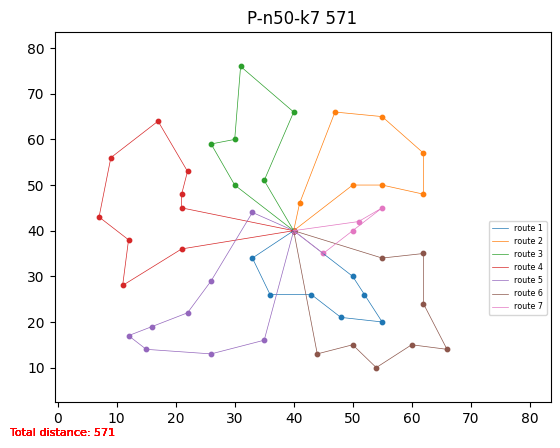 P-n50-k7 571
80
70
60
50
40
30
20
10
0 10 20 30 40 50 60 70 80
route 1
route 2
route 3
route 4
route 5
route 6
route 7
Total distance: 571